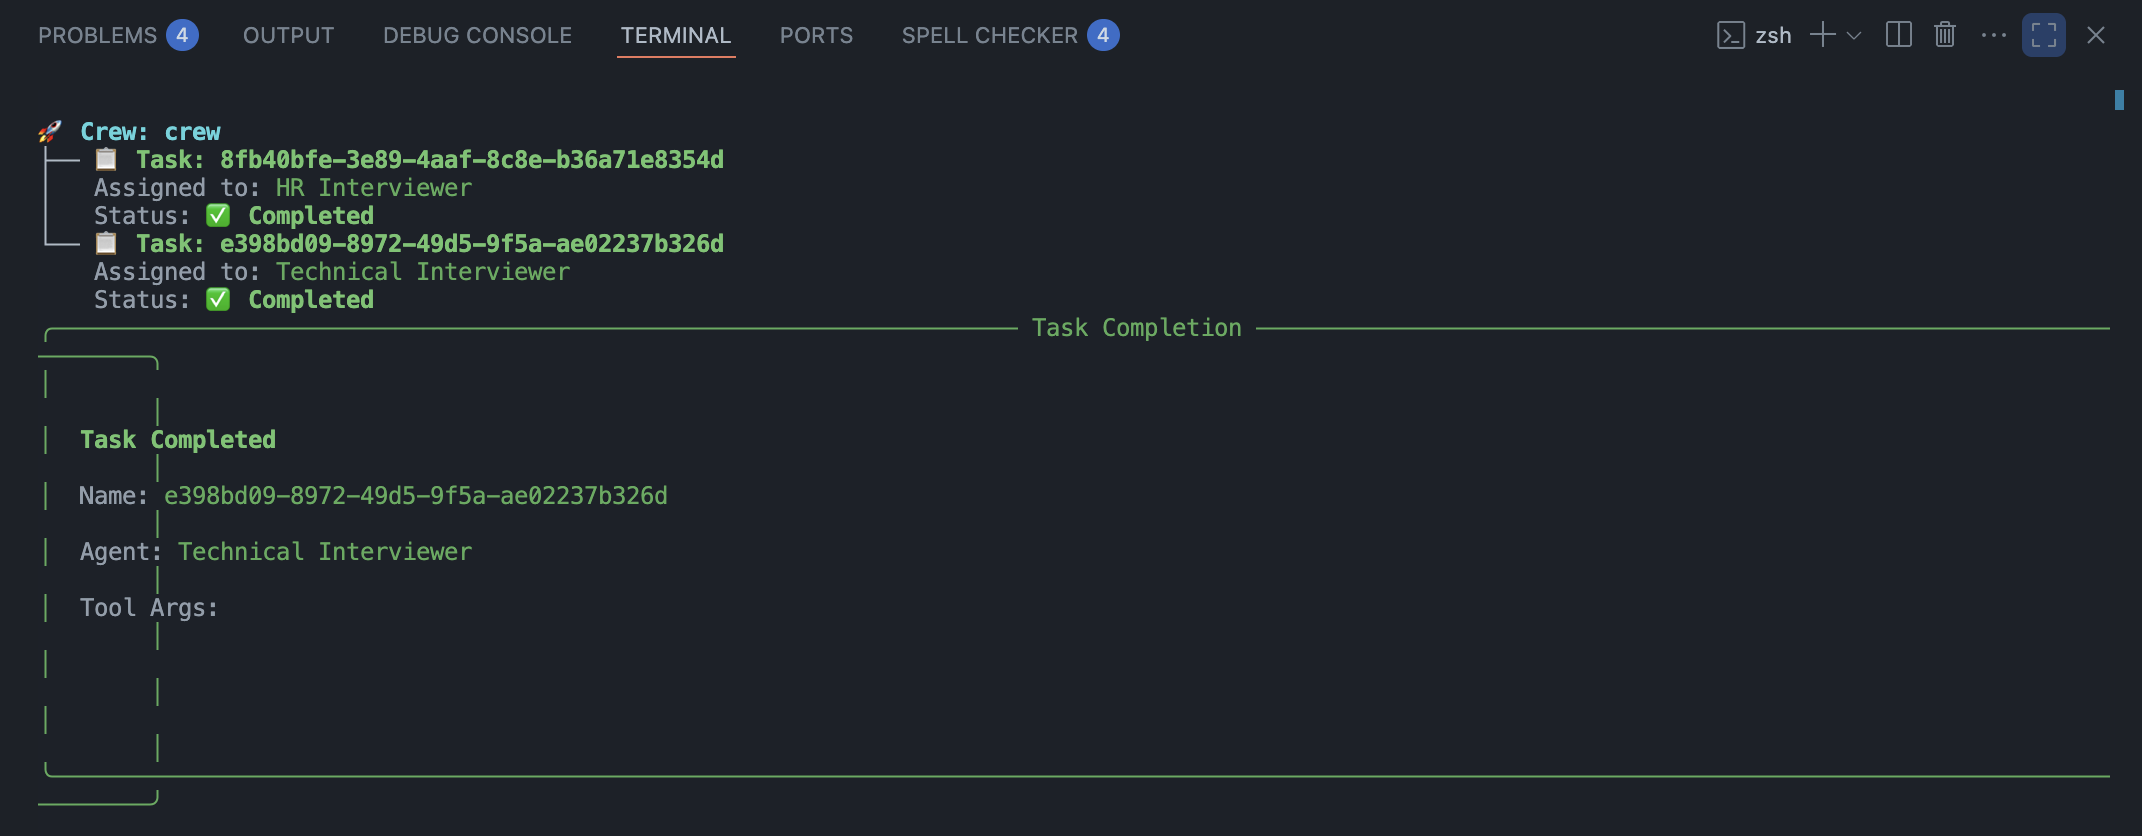 PROBLEMS 4 OUTPUT DEBUG CONSOLE TERMINAL PORTS SPELL CHECKER 4 zsh
🚀 Crew: crew
📋 Task: 8fb40bfe-3e89-4aaf-8c8e-b36a71e8354d
Assigned to: HR Interviewer
Status: ✅ Completed
📋 Task: e398bd09-8972-49d5-9f5a-ae02237b326d
Assigned to: Technical Interviewer
Status: ✅ Completed
Task Completion
Task Completed
Name: e398bd09-8972-49d5-9f5a-ae02237b326d
Agent: Technical Interviewer
Tool Args: